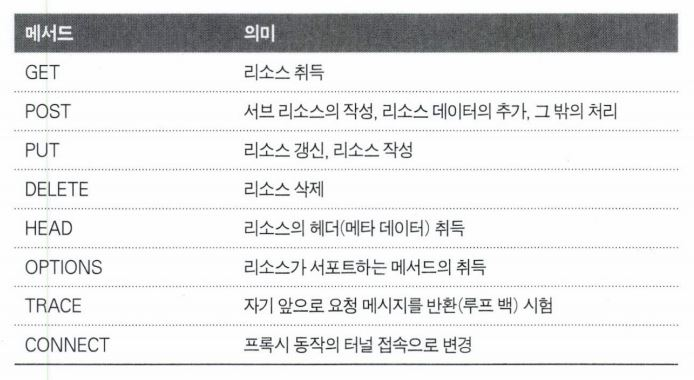 메서드 의미
GET 리소스 취득
POST 서브 리소스의 작성, 리소스 데이터의 추가, 그 밖의 처리
PUT 리소스 갱신, 리소스 작성
DELETE 리소스 삭제
HEAD 리소스의 헤더(메타 데이터) 취득
OPTIONS 리소스가 서포트하는 메서드의 취득
TRACE 자기 앞으로 요청 메시지를 반환(루프 백) 시험
CONNECT 프록시 동작의 터널 접속으로 변경